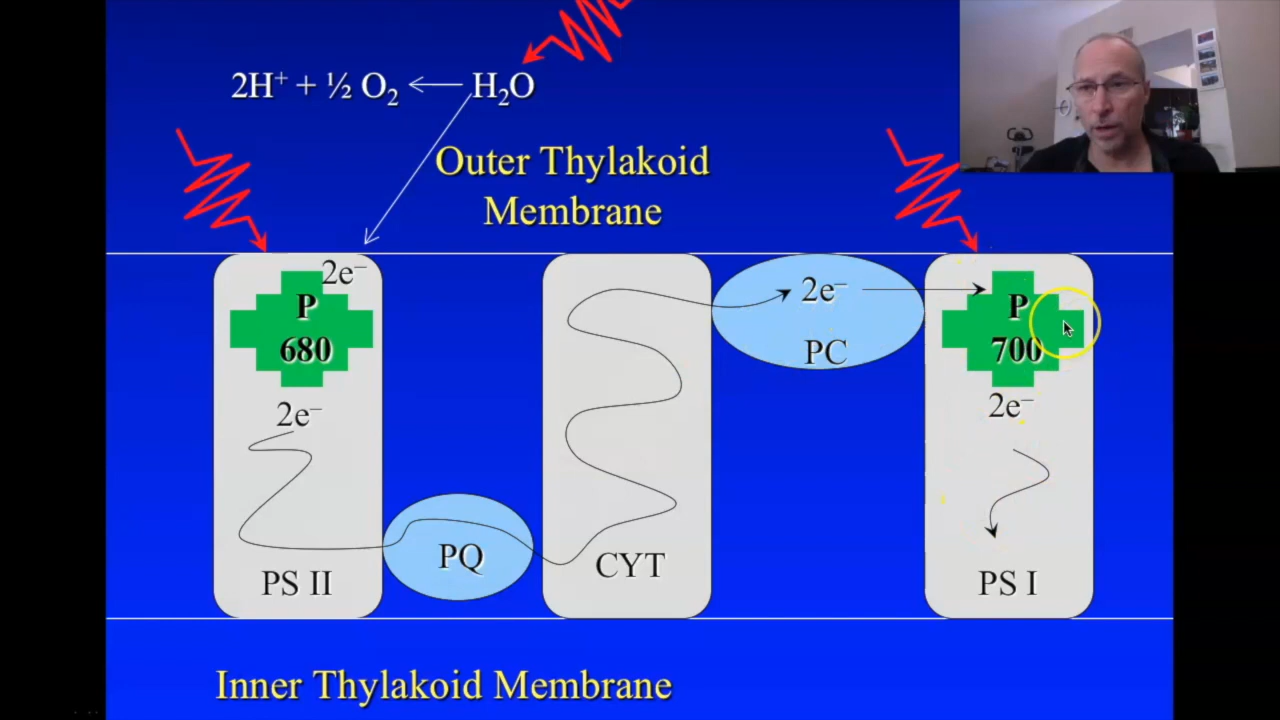 2H⁺ + ½ O₂ ← H₂O
Outer Thylakoid
Membrane
2e⁻
P
680
2e⁻
PS II
PQ
CYT
2e⁻
PC
P
700
2e⁻
PS I
Inner Thylakoid Membrane